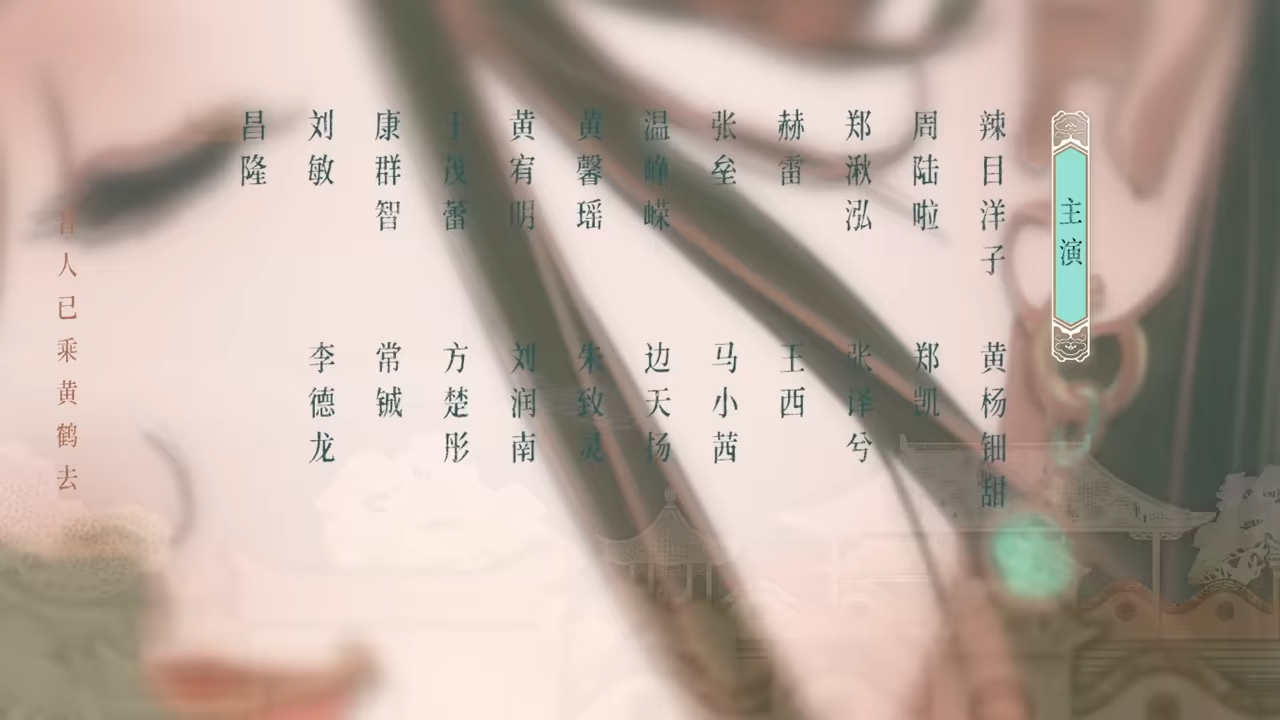 主演
辣目洋子
周陆啦
郑湫泓
赫雷
张垒
温峥嵘
黄馨瑶
黄宥明
于茂蕾
康群智
刘敏
昌隆
黄杨钿甜
郑凯
张译兮
王西
马小茜
边天扬
朱致灵
刘润南
方楚彤
常铖
李德龙
昔人已乘黄鹤去